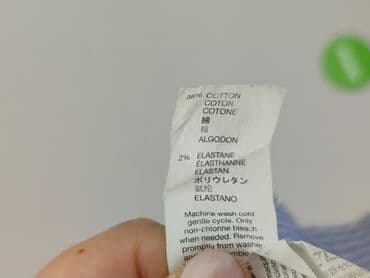 98% COTTON
COTON
COTONE
綿
棉
ALGODON
2% ELASTANE
ELASTHANNE
ELASTAN
ポリウレタン
氨纶
ELASTANO
Machine wash cold
gentle cycle. Only
non-chlorine bleach
when needed. Remove
promptly from washer